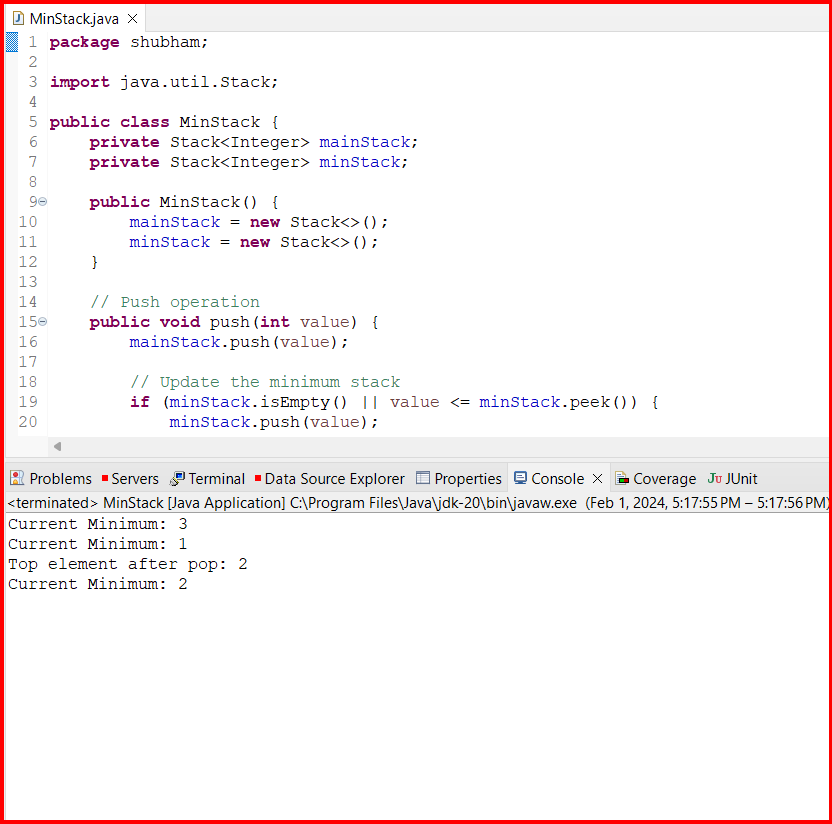 MinStack.java
1 package shubham;
2
3 import java.util.Stack;
4
5 public class MinStack {
6     private Stack<Integer> mainStack;
7     private Stack<Integer> minStack;
8
9     public MinStack() {
10         mainStack = new Stack<>();
11         minStack = new Stack<>();
12     }
13
14     // Push operation
15     public void push(int value) {
16         mainStack.push(value);
17
18         // Update the minimum stack
19         if (minStack.isEmpty() || value <= minStack.peek()) {
20             minStack.push(value);
Problems Servers Terminal Data Source Explorer Properties Console Coverage JUnit
<terminated> MinStack [Java Application] C:\Program Files\Java\jdk-20\bin\javaw.exe (Feb 1, 2024, 5:17:55 PM – 5:17:56 PM)
Current Minimum: 3
Current Minimum: 1
Top element after pop: 2
Current Minimum: 2